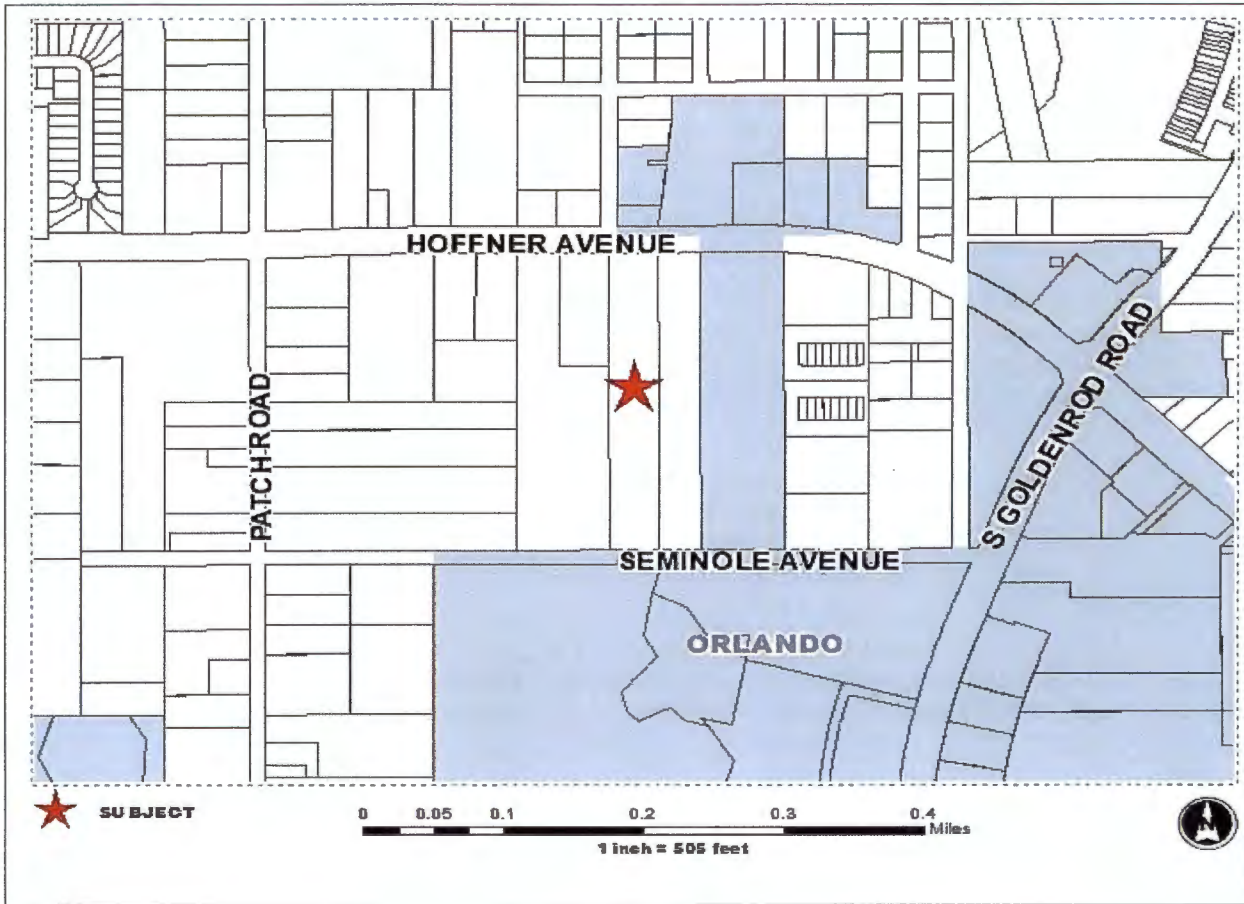 HOFFNER AVENUE
PATCH ROAD
S GOLDENROD ROAD
SEMINOLE AVENUE
ORLANDO
SUBJECT
0 0.05 0.1 0.2 0.3 0.4
Miles
1 inch = 505 feet
N